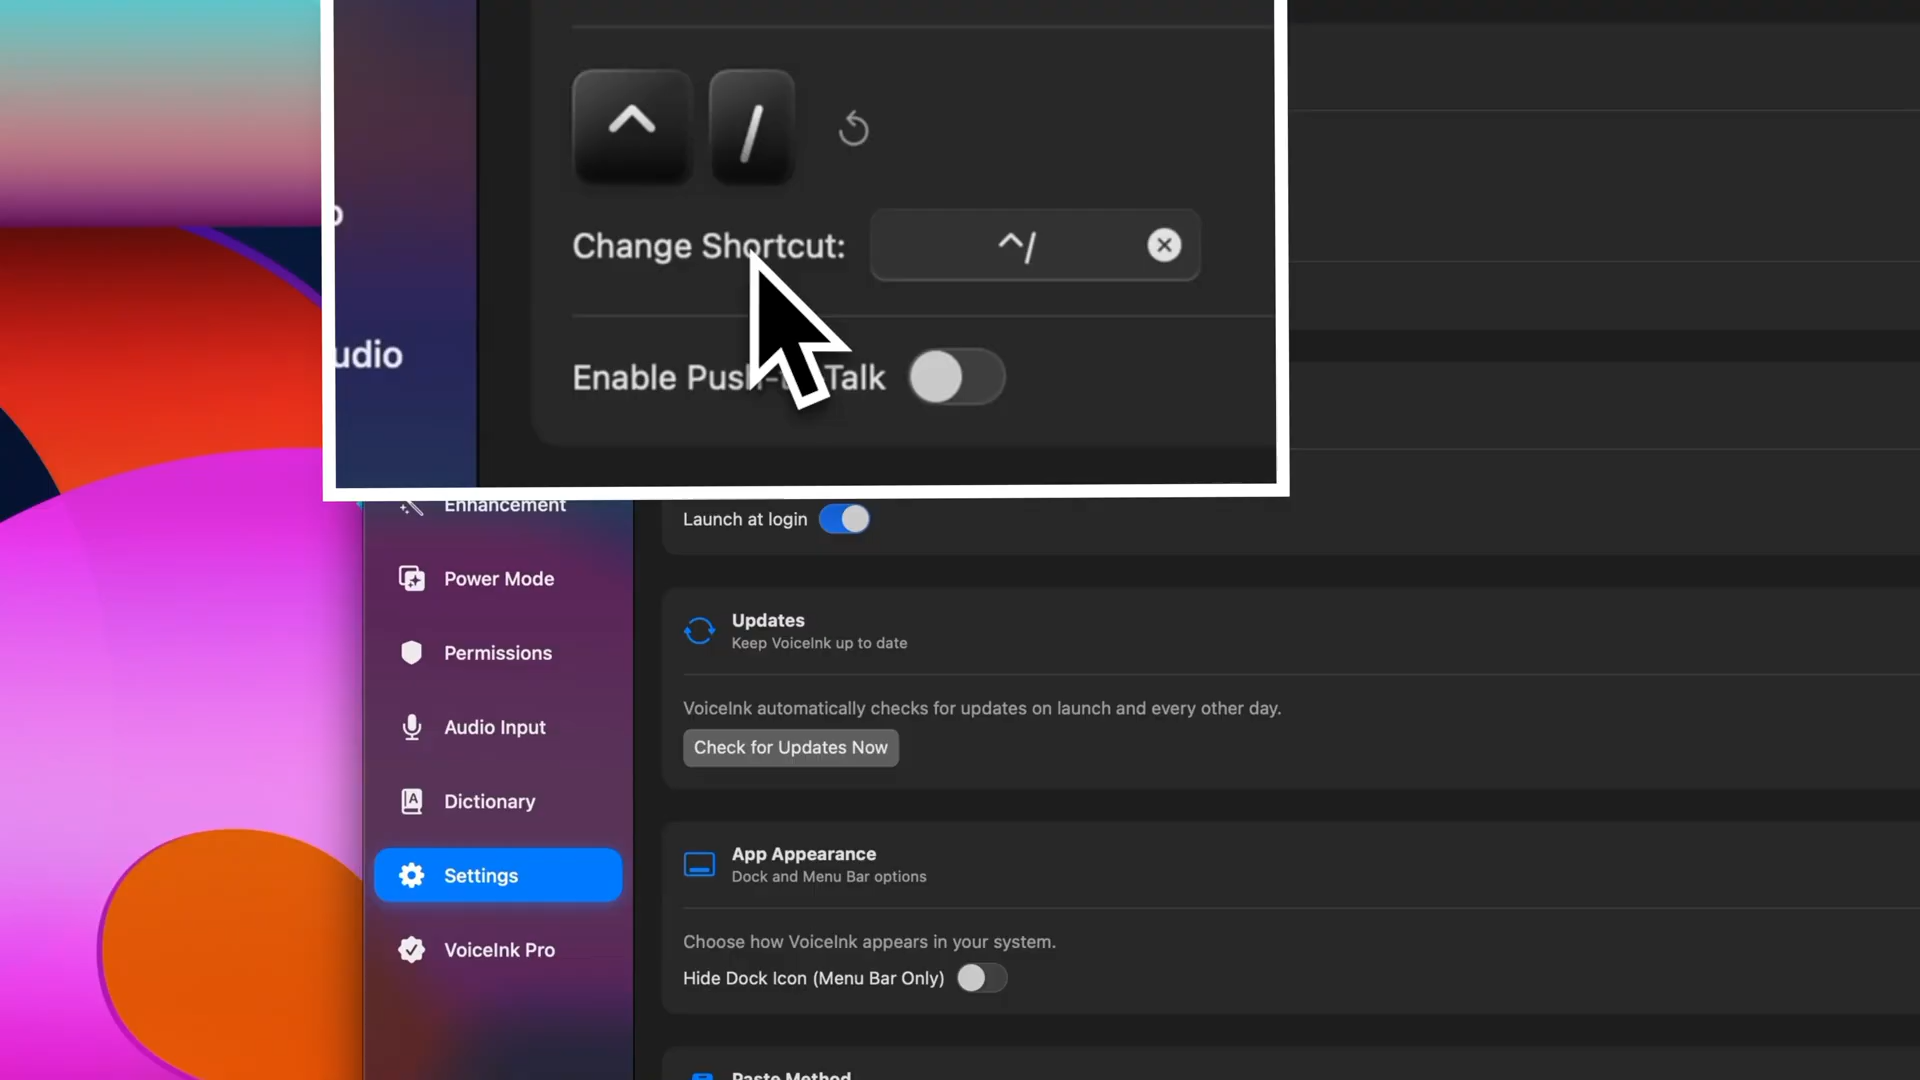 ^ /
Change Shortcut: ^/
udio
Enable Push-to Talk
Enhancement
Launch at login
Power Mode
Updates
Keep VoiceInk up to date
Permissions
VoiceInk automatically checks for updates on launch and every other day.
Audio Input
Check for Updates Now
Dictionary
App Appearance
Dock and Menu Bar options
Settings
Choose how VoiceInk appears in your system.
VoiceInk Pro
Hide Dock Icon (Menu Bar Only)
Paste Method